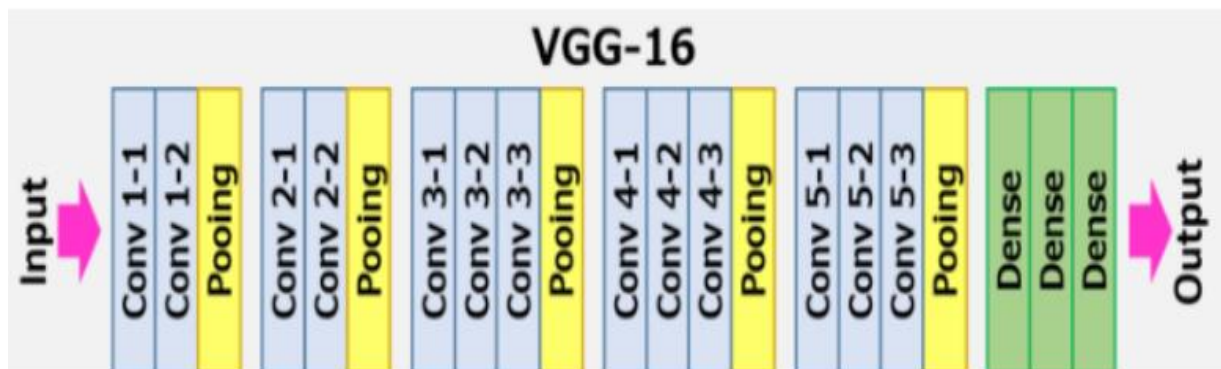 VGG-16
Input
Conv 1-1
Conv 1-2
Pooing
Conv 2-1
Conv 2-2
Pooing
Conv 3-1
Conv 3-2
Conv 3-3
Pooing
Conv 4-1
Conv 4-2
Conv 4-3
Pooing
Conv 5-1
Conv 5-2
Conv 5-3
Pooing
Dense
Dense
Dense
Output